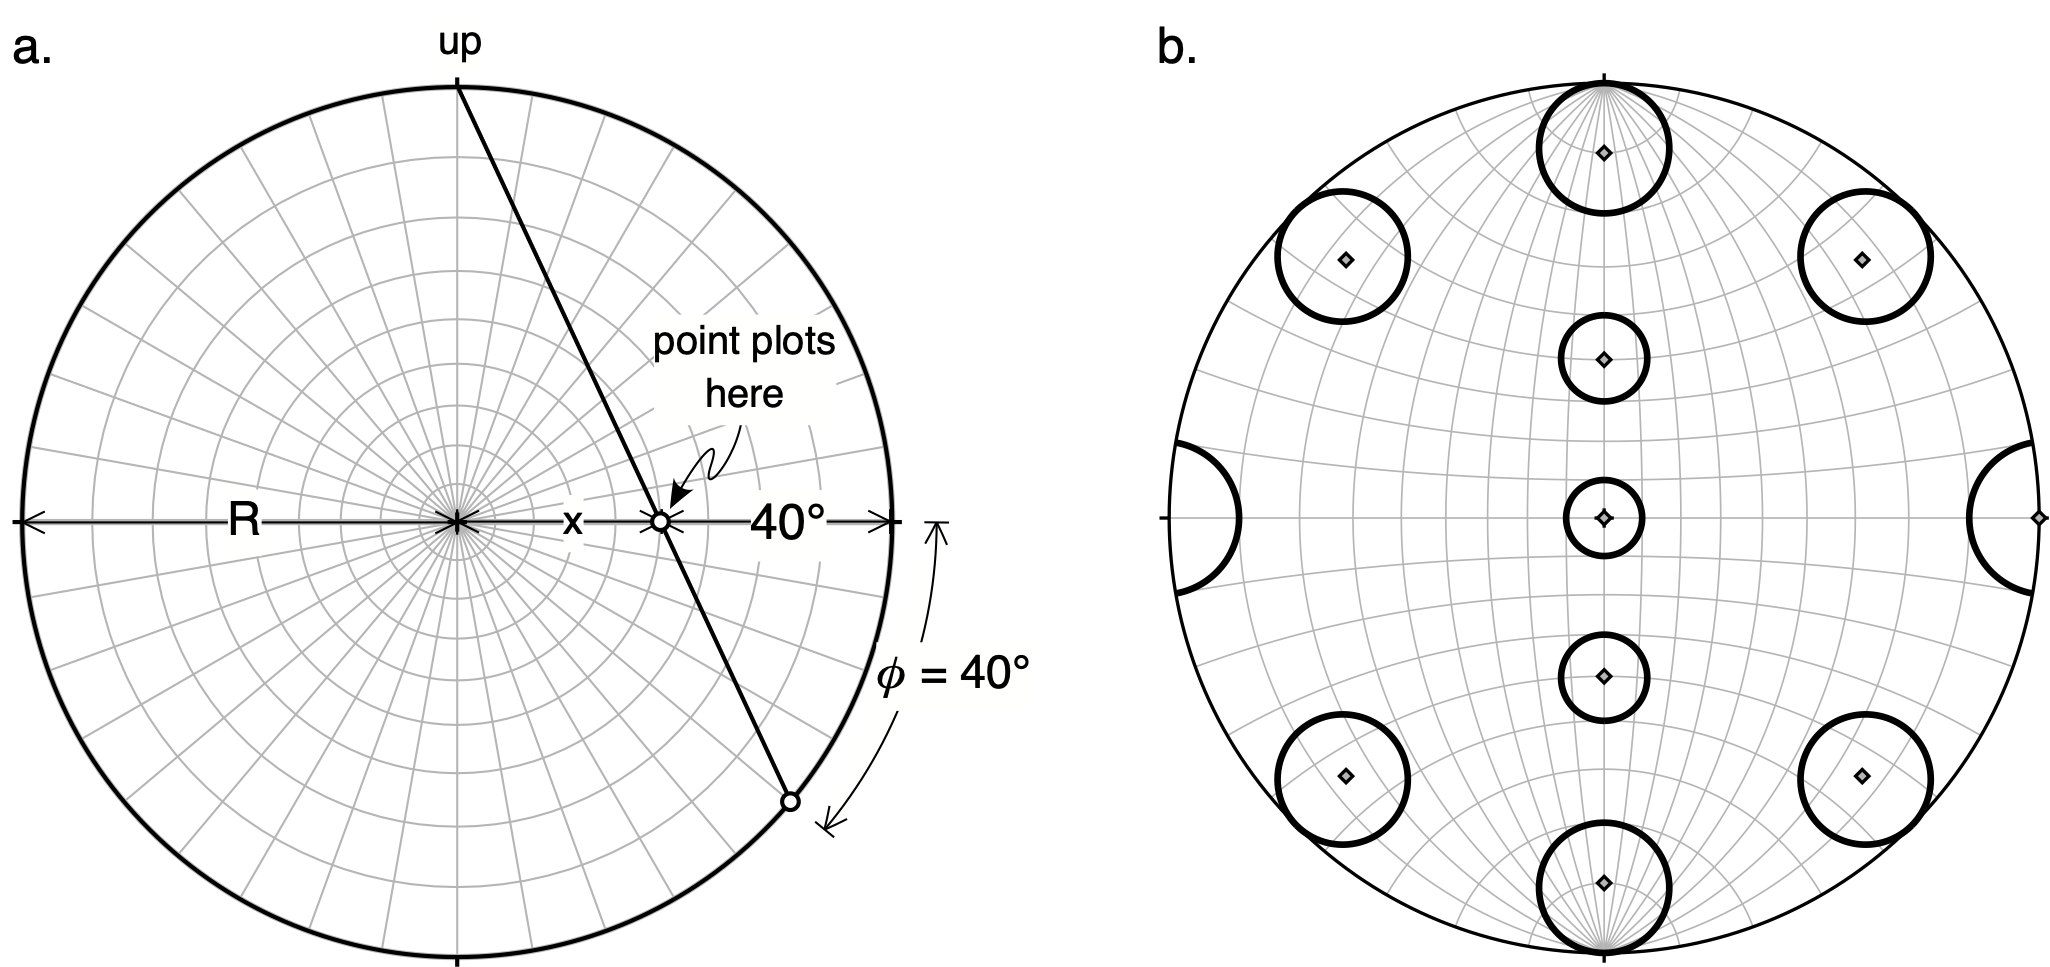 a.
up
point plots
here
R
x
40°
ϕ = 40°
b.